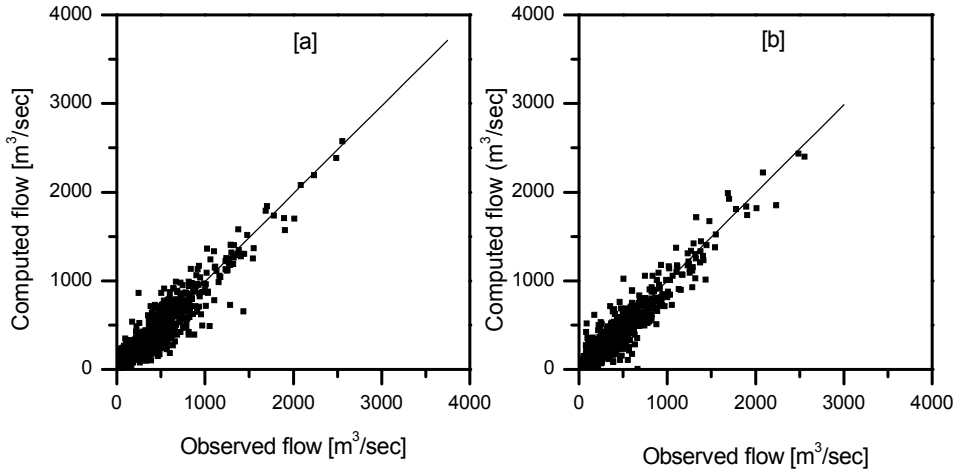 4000
3000
2000
1000
0
Computed flow [m³/sec]
[a]
0 1000 2000 3000 4000
Observed flow [m³/sec]
4000
3000
2000
1000
0
Computed flow (m³/sec]
[b]
0 1000 2000 3000 4000
Observed flow [m³/sec]